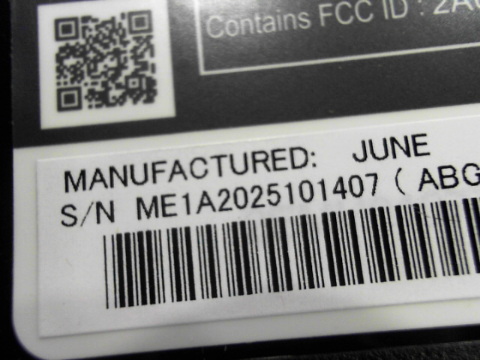 Contains FCC ID : 2A
MANUFACTURED: JUNE
S/N ME1A2025101407 ( ABG